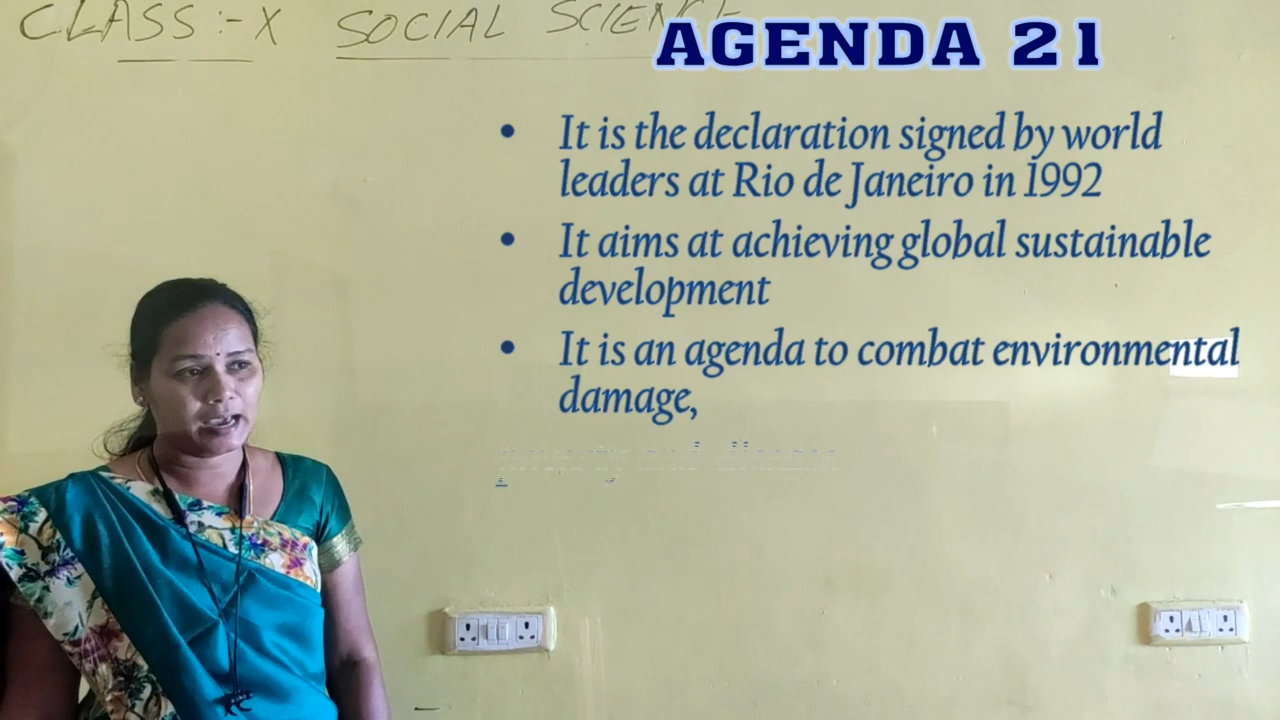 CLASS :- X SOCIAL SCIENCE
AGENDA 21
• It is the declaration signed by world
leaders at Rio de Janeiro in 1992
• It aims at achieving global sustainable
development
• It is an agenda to combat environmental
damage,